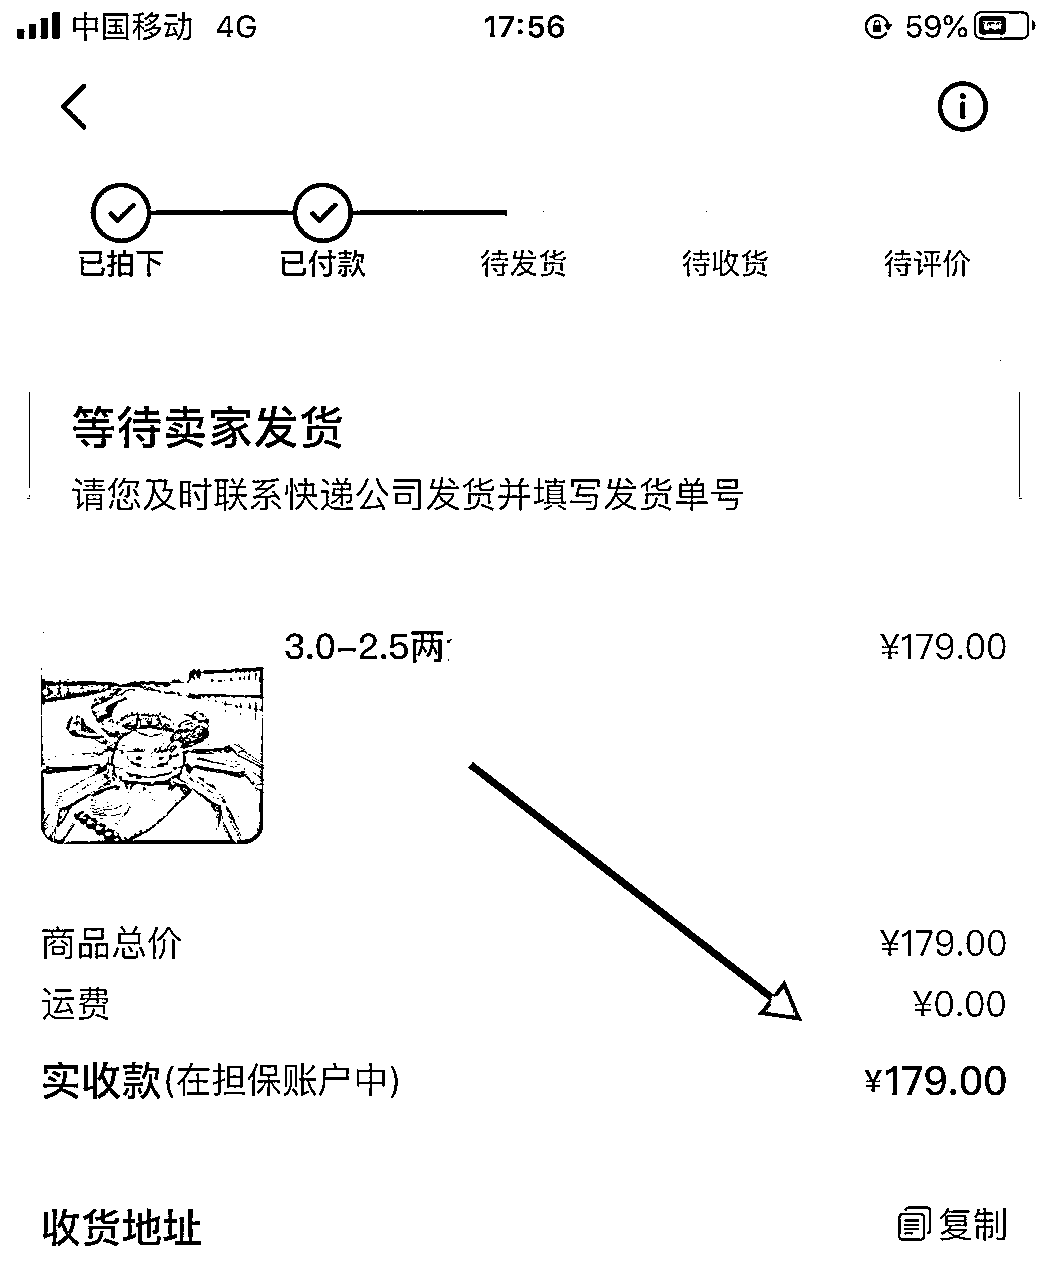 中国移动 4G 17:56 59%
已拍下 已付款 待发货 待收货 待评价
等待卖家发货
请您及时联系快递公司发货并填写发货单号
3.0-2.5两 ¥179.00
商品总价 ¥179.00
运费 ¥0.00
实收款(在担保账户中) ¥179.00
收货地址 复制